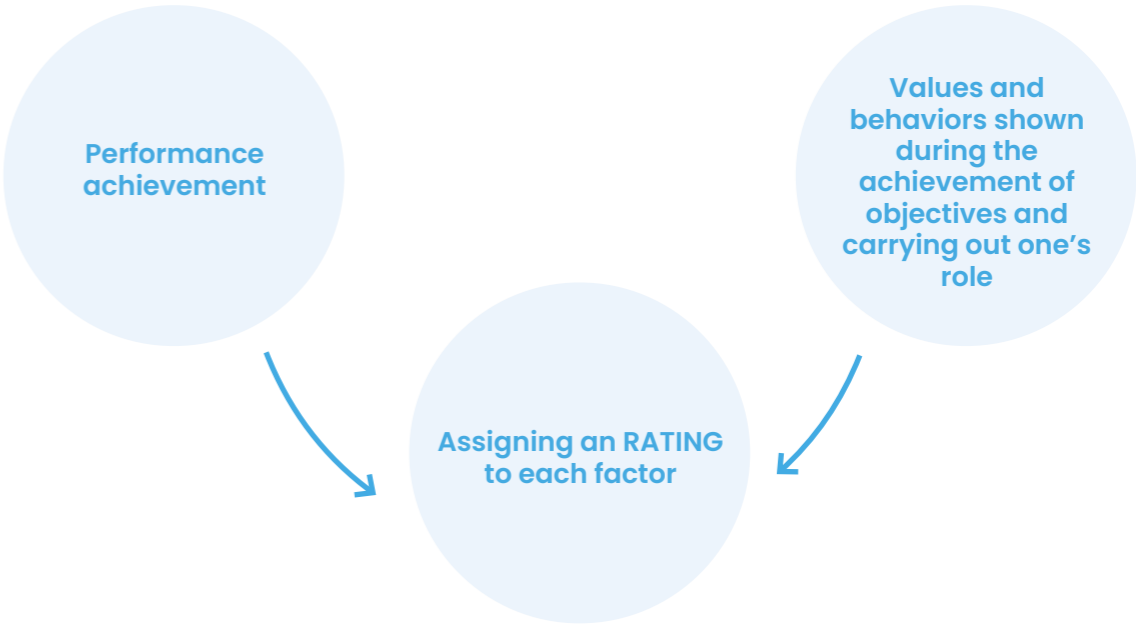 Performance
achievement
Values and
behaviors shown
during the
achievement of
objectives and
carrying out one’s
role
Assigning an RATING
to each factor